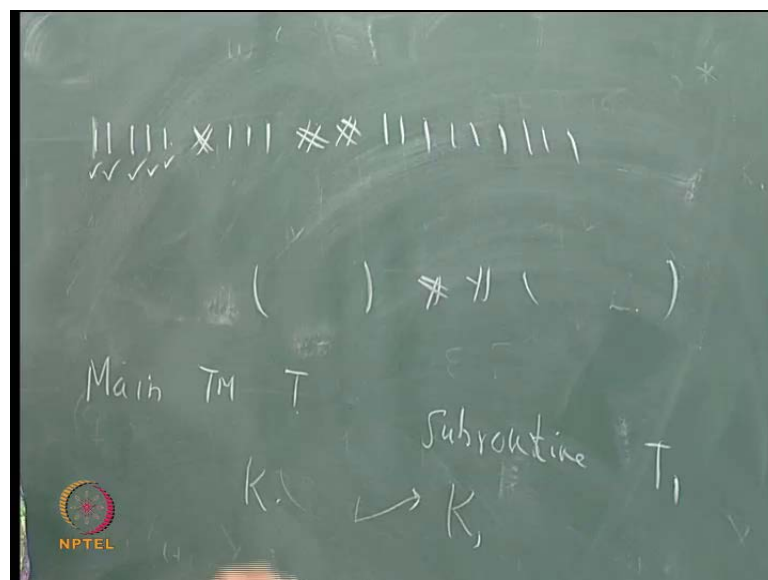 ||||| * ||| # # |||||||||||
✓✓ ✓✓✓
( ) # # ( )
Main TM T
Subroutine T₁
K K₁
NPTEL